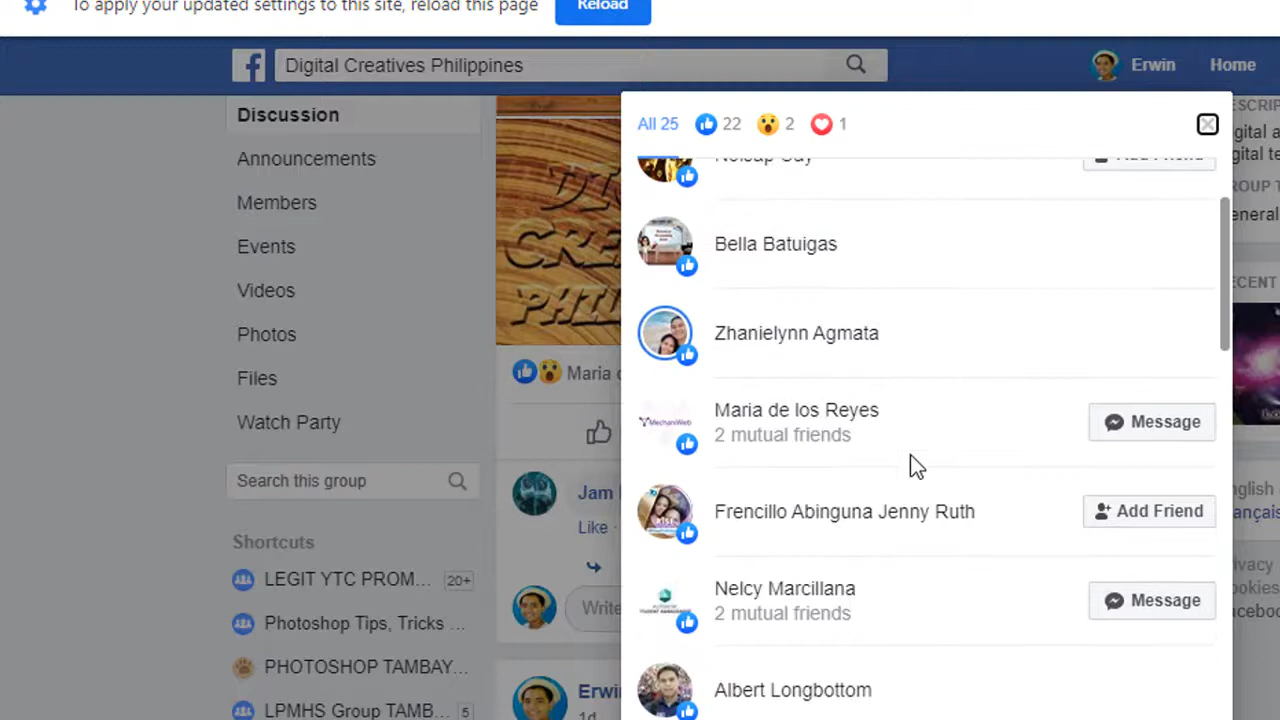 To apply your updated settings to this site, reload this page
Reload
Digital Creatives Philippines
Erwin
Home
Discussion
Announcements
Members
Events
Videos
Photos
Files
Watch Party
Search this group
Shortcuts
LEGIT YTC PROM... 20+
Photoshop Tips, Tricks ...
PHOTOSHOP TAMBAY...
LPMHS Group TAMB... 5
Maria d
Jam
Like ·
Write
Erwin
1d
All 25 22 2 1
Add Friend
Bella Batuigas
Zhanielynn Agmata
Maria de los Reyes
2 mutual friends
Message
Frencillo Abinguna Jenny Ruth
Add Friend
Nelcy Marcillana
2 mutual friends
Message
Albert Longbottom